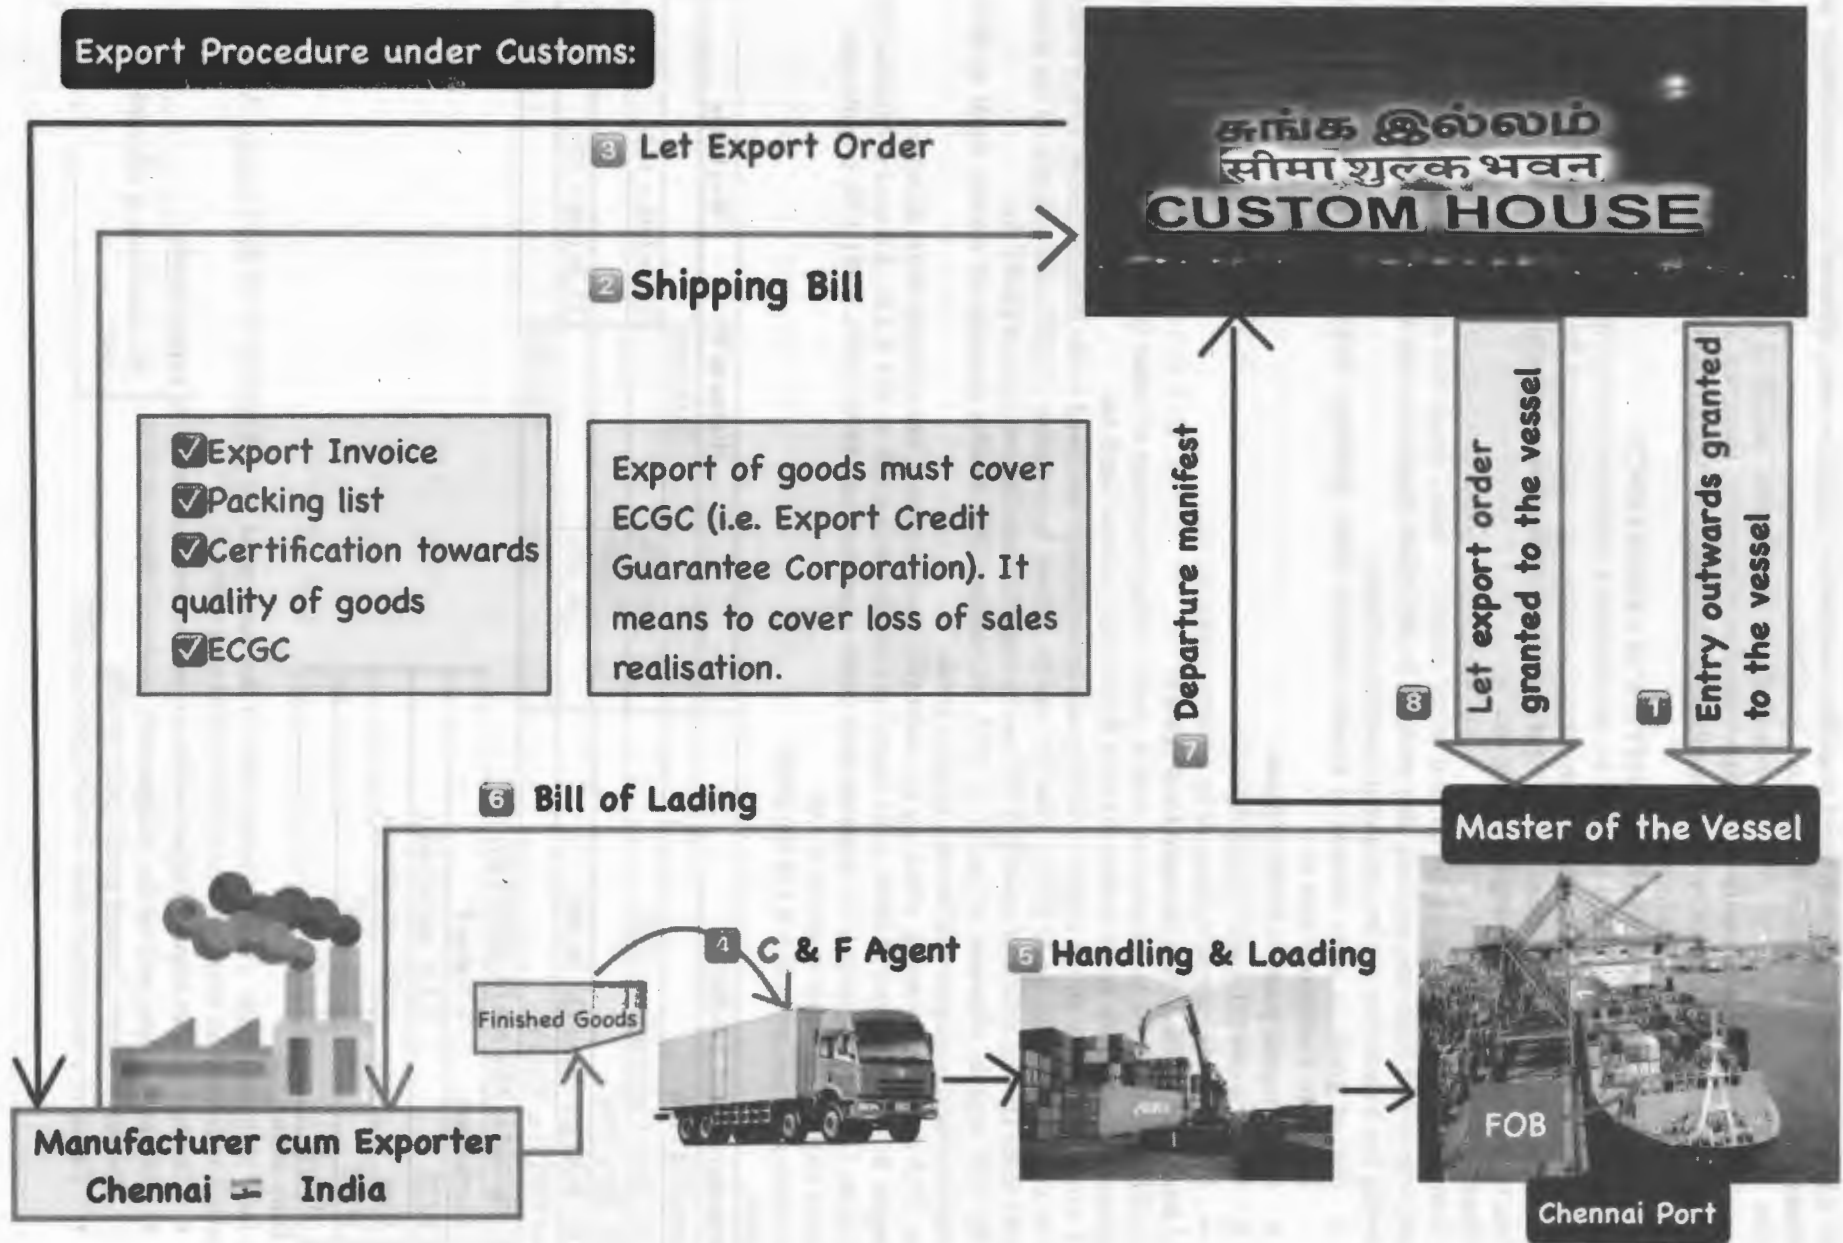 Export Procedure under Customs:
சுங்க இல்லம்
सीमा शुल्क भवन
CUSTOM HOUSE
3 Let Export Order
2 Shipping Bill
Export Invoice
Packing list
Certification towards
quality of goods
ECGC
Export of goods must cover
ECGC (i.e. Export Credit
Guarantee Corporation). It
means to cover loss of sales
realisation.
7 Departure manifest
8 Let export order
granted to the vessel
1 Entry outwards granted
to the vessel
6 Bill of Lading
Master of the Vessel
4 C & F Agent
5 Handling & Loading
Finished Goods
FOB
Manufacturer cum Exporter
Chennai India
Chennai Port